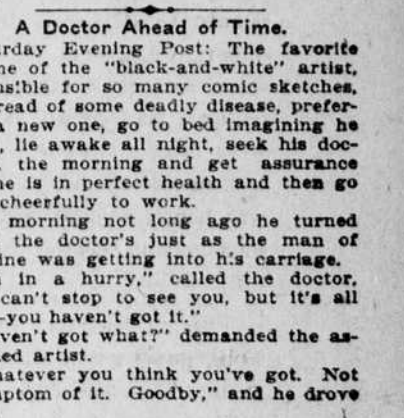 A Doctor Ahead of Time.
urday Evening Post: The favorite
ne of the "black-and-white" artist,
nsible for so many comic sketches,
read of some deadly disease, prefer-
a new one, go to bed imagining he
, lie awake all night, seek his doc-
the morning and get assurance
he is in perfect health and then go
cheerfully to work.
morning not long ago he turned
the doctor's just as the man of
ine was getting into his carriage.
in a hurry," called the doctor,
can't stop to see you, but it's all
-you haven't got it."
ven't got what?" demanded the as-
ed artist.
hatever you think you've got. Not
ptom of it. Goodby," and he drove